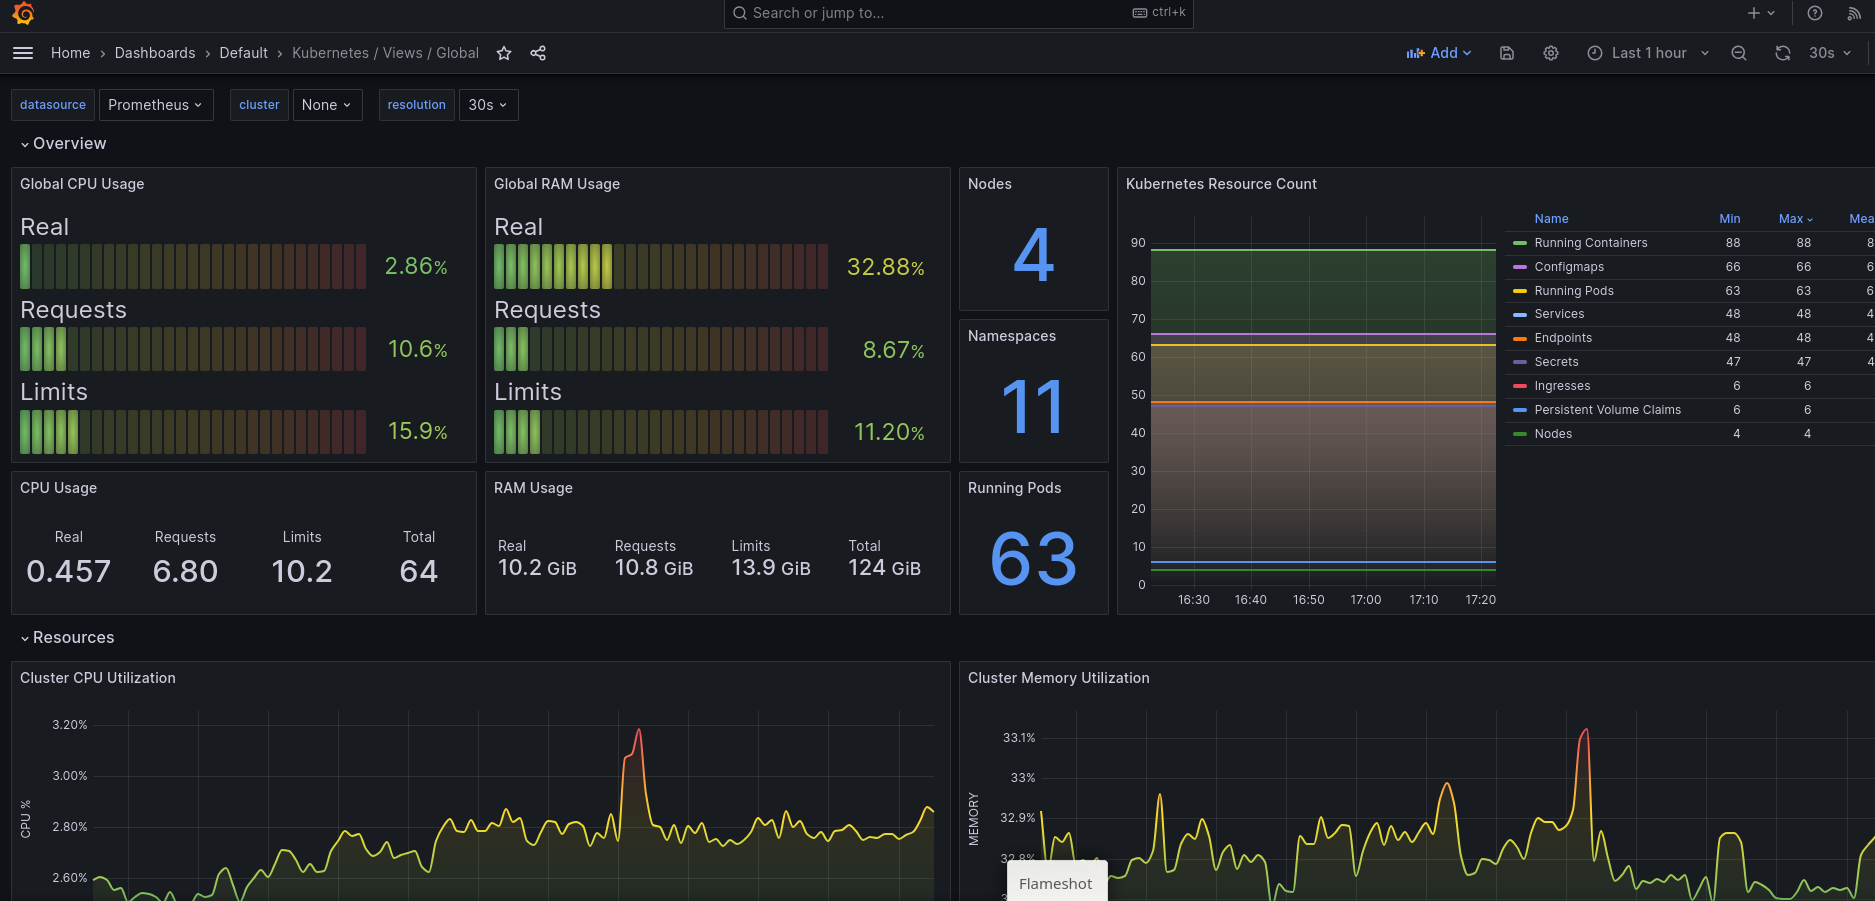 Search or jump to...
ctrl+k
Home › Dashboards › Default › Kubernetes / Views / Global
Add
Last 1 hour
30s
datasource
Prometheus
cluster
None
resolution
30s
Overview
Global CPU Usage
Real
2.86%
Requests
10.6%
Limits
15.9%
Global RAM Usage
Real
32.88%
Requests
8.67%
Limits
11.20%
Nodes
4
Namespaces
11
Kubernetes Resource Count
90
80
70
60
50
40
30
20
10
0
16:30 16:40 16:50 17:00 17:10 17:20
Name Min Max Mea
Running Containers 88 88 8
Configmaps 66 66 6
Running Pods 63 63 6
Services 48 48 4
Endpoints 48 48 4
Secrets 47 47 4
Ingresses 6 6
Persistent Volume Claims 6 6
Nodes 4 4
CPU Usage
Real Requests Limits Total
0.457 6.80 10.2 64
RAM Usage
Real Requests Limits Total
10.2 GiB 10.8 GiB 13.9 GiB 124 GiB
Running Pods
63
Resources
Cluster CPU Utilization
3.20%
3.00%
2.80%
2.60%
CPU %
Cluster Memory Utilization
33.1%
33%
32.9%
32.8%
MEMORY
Flameshot